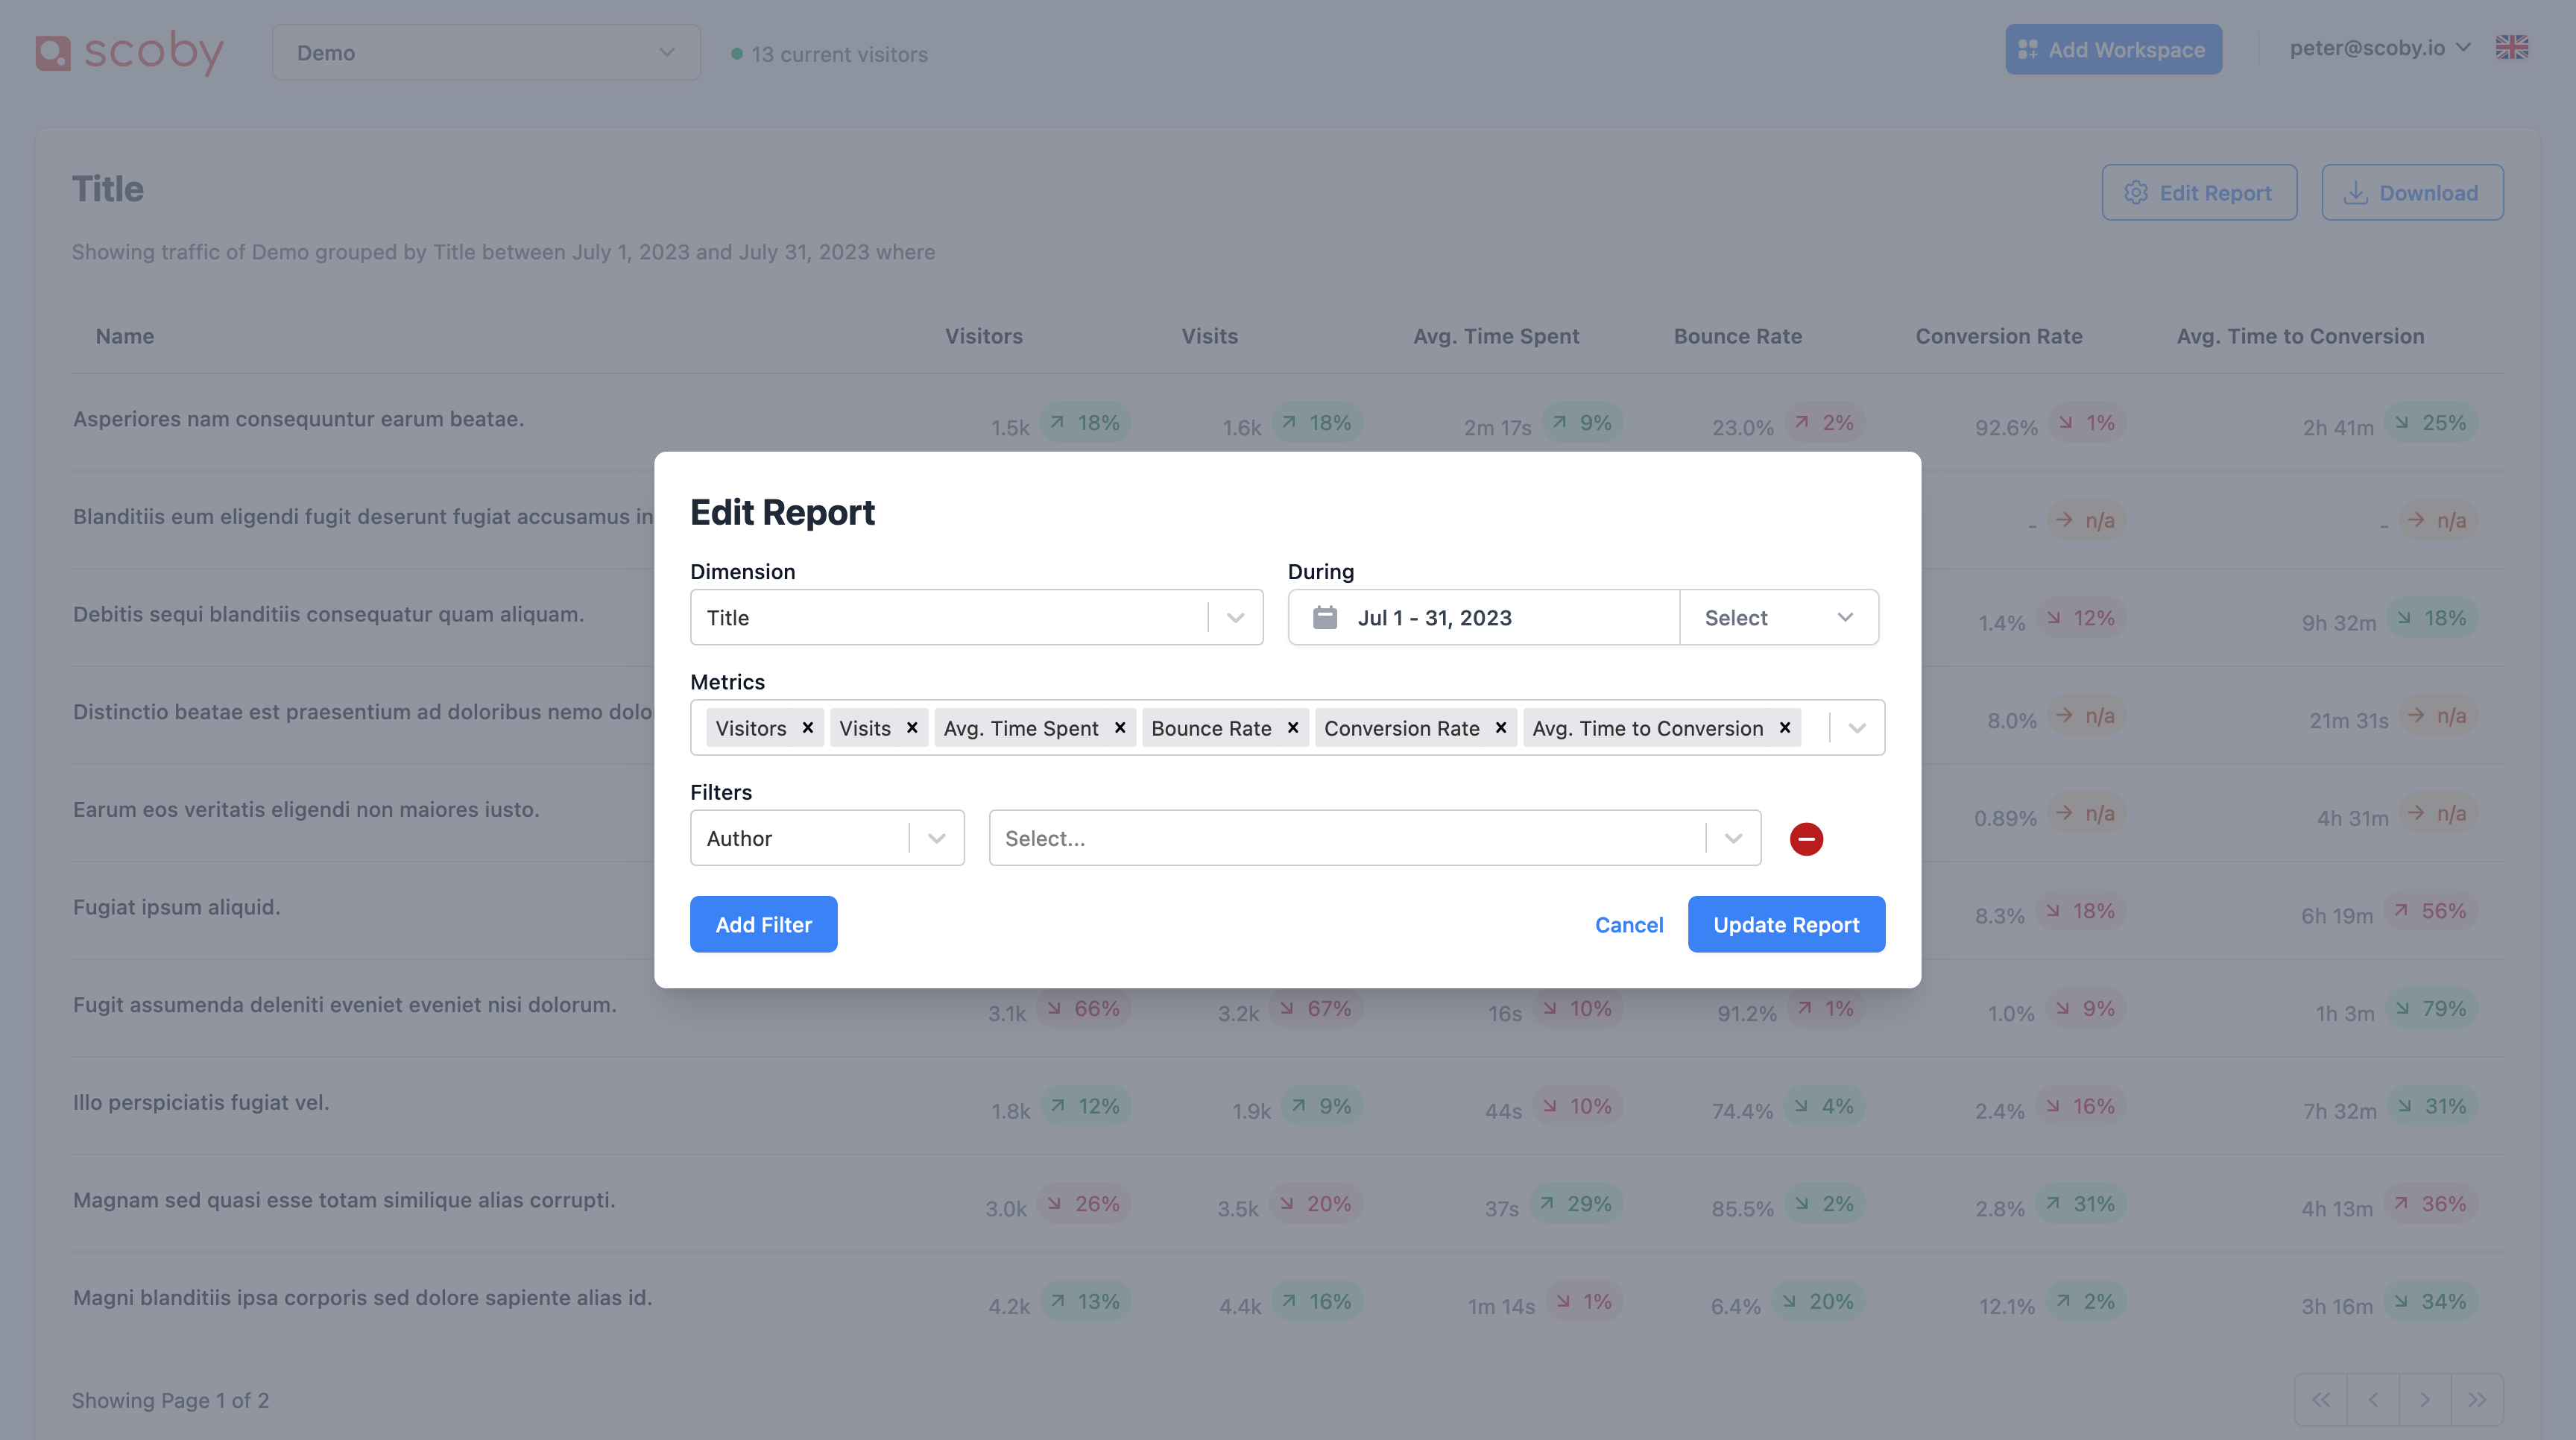 scoby
Demo
13 current visitors
Add Workspace
peter@scoby.io
Title
Edit Report
Download
Showing traffic of Demo grouped by Title between July 1, 2023 and July 31, 2023 where
Name Visitors Visits Avg. Time Spent Bounce Rate Conversion Rate Avg. Time to Conversion
Asperiores nam consequuntur earum beatae. 1.5k 18% 1.6k 18% 2m 17s 9% 23.0% 2% 92.6% 1% 2h 41m 25%
Blanditiis eum eligendi fugit deserunt fugiat accusamus in - n/a - n/a
Debitis sequi blanditiis consequatur quam aliquam. 1.4% 12% 9h 32m 18%
Distinctio beatae est praesentium ad doloribus nemo dolo 8.0% n/a 21m 31s n/a
Earum eos veritatis eligendi non maiores iusto. 0.89% n/a 4h 31m n/a
Fugiat ipsum aliquid. 8.3% 18% 6h 19m 56%
Fugit assumenda deleniti eveniet eveniet nisi dolorum. 3.1k 66% 3.2k 67% 16s 10% 91.2% 1% 1.0% 9% 1h 3m 79%
Illo perspiciatis fugiat vel. 1.8k 12% 1.9k 9% 44s 10% 74.4% 4% 2.4% 16% 7h 32m 31%
Magnam sed quasi esse totam similique alias corrupti. 3.0k 26% 3.5k 20% 37s 29% 85.5% 2% 2.8% 31% 4h 13m 36%
Magni blanditiis ipsa corporis sed dolore sapiente alias id. 4.2k 13% 4.4k 16% 1m 14s 1% 6.4% 20% 12.1% 2% 3h 16m 34%
Showing Page 1 of 2
Edit Report
Dimension
Title
During
Jul 1 - 31, 2023
Select
Metrics
Visitors Visits Avg. Time Spent Bounce Rate Conversion Rate Avg. Time to Conversion
Filters
Author
Select...
Add Filter
Cancel
Update Report